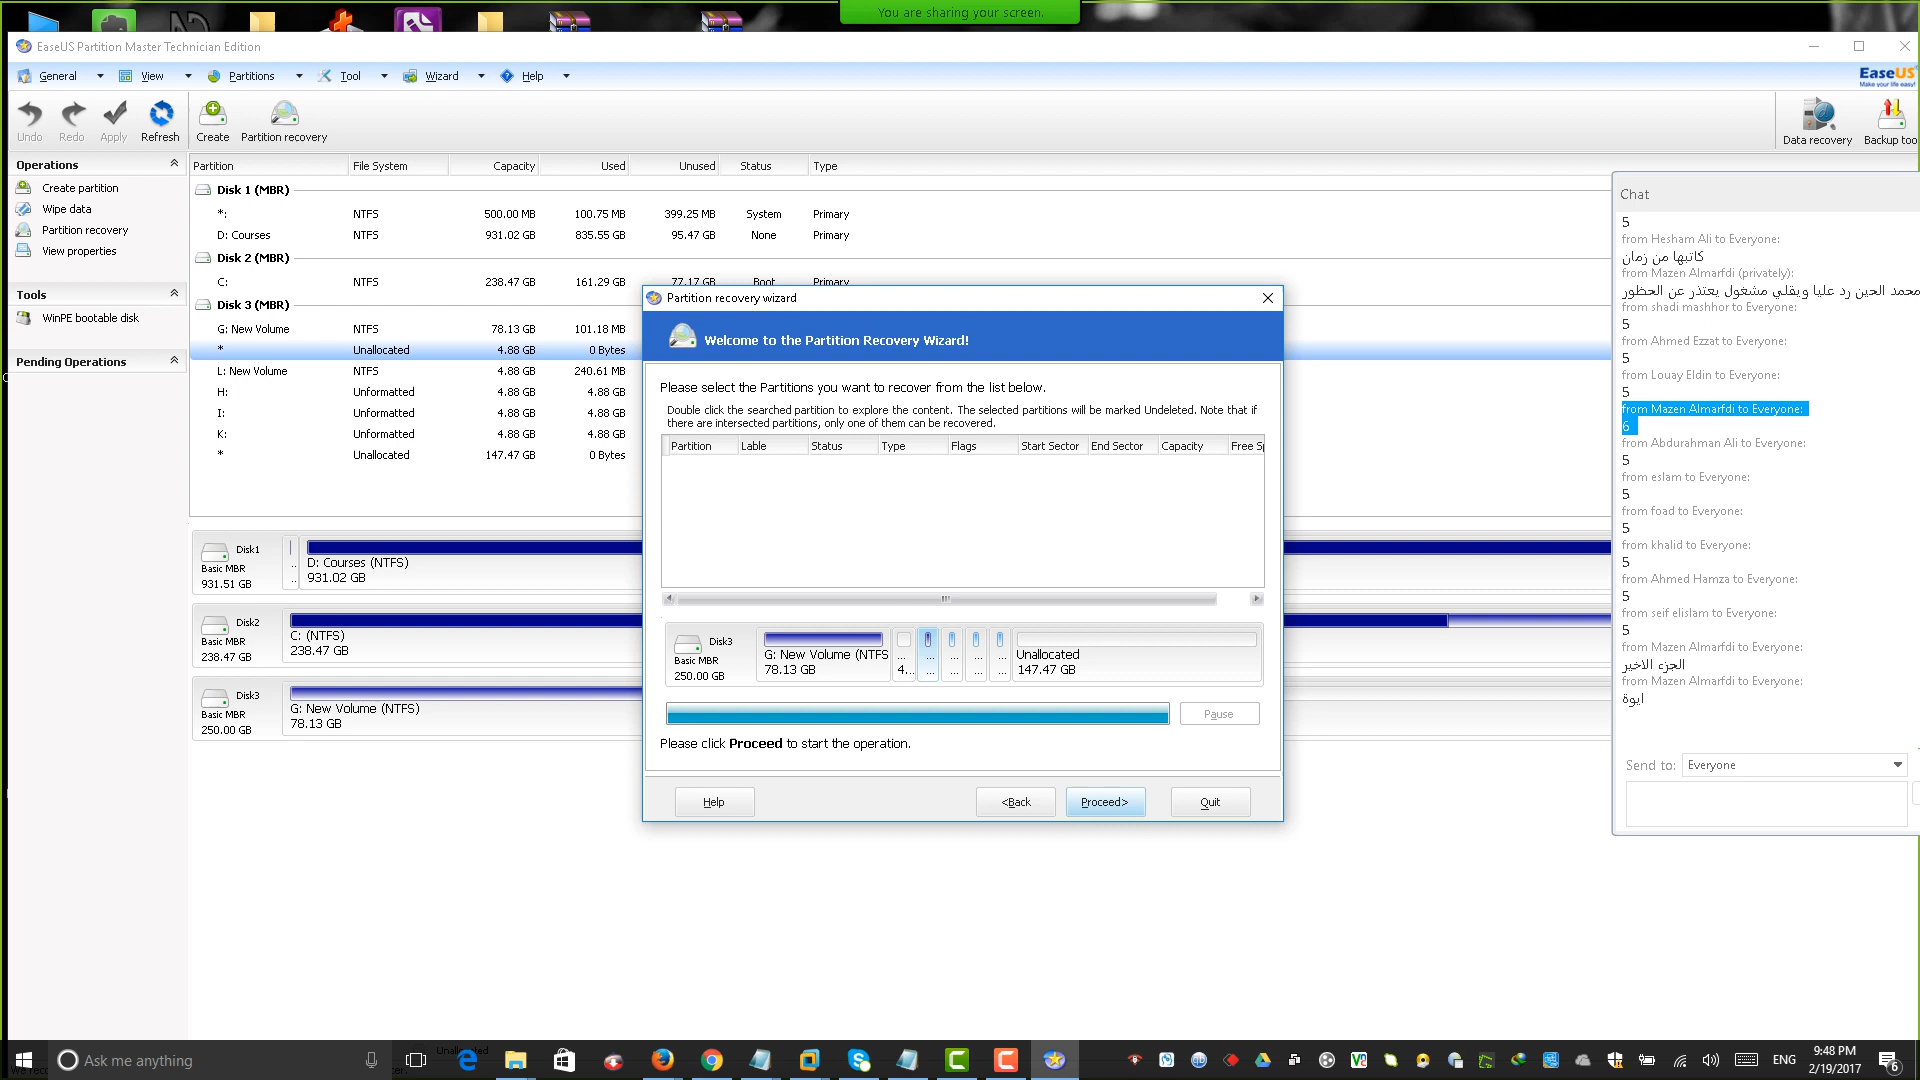 You are sharing your screen.
EaseUS Partition Master Technician Edition
General View Partitions Tool Wizard Help
EaseUS
Make your life easy!
Undo Redo Apply Refresh Create Partition recovery Data recovery Backup too
Operations
Create partition
Wipe data
Partition recovery
View properties
Tools
WinPE bootable disk
Pending Operations
Partition File System Capacity Used Unused Status Type
Disk 1 (MBR)
*: NTFS 500.00 MB 100.75 MB 399.25 MB System Primary
D: Courses NTFS 931.02 GB 835.55 GB 95.47 GB None Primary
Disk 2 (MBR)
C: NTFS 238.47 GB 161.29 GB 77.17 GB Boot Primary
Disk 3 (MBR)
G: New Volume NTFS 78.13 GB 101.18 MB
* Unallocated 4.88 GB 0 Bytes
L: New Volume NTFS 4.88 GB 240.61 MB
H: Unformatted 4.88 GB 4.88 GB
I: Unformatted 4.88 GB 4.88 GB
K: Unformatted 4.88 GB 4.88 GB
* Unallocated 147.47 GB 0 Bytes
Disk1
Basic MBR
931.51 GB
..
..
D: Courses (NTFS)
931.02 GB
Disk2
Basic MBR
238.47 GB
C: (NTFS)
238.47 GB
Disk3
Basic MBR
250.00 GB
G: New Volume (NTFS)
78.13 GB
Partition recovery wizard
Welcome to the Partition Recovery Wizard!
Please select the Partitions you want to recover from the list below.
Double click the searched partition to explore the content. The selected partitions will be marked Undeleted. Note that if
there are intersected partitions, only one of them can be recovered.
Partition Lable Status Type Flags Start Sector End Sector Capacity Free Sp
Disk3
Basic MBR
250.00 GB
G: New Volume (NTFS
78.13 GB
... ... ... ... ...
4... ... ... ... ...
Unallocated
147.47 GB
Pause
Please click Proceed to start the operation.
Help <Back Proceed> Quit
Chat
5
from Hesham Ali to Everyone:
كاتبها من زمان
from Mazen Almarfdi (privately):
محمد الحين رد عليا ويقلي مشغول يعتذر عن الحظور
from shadi mashhor to Everyone:
5
from Ahmed Ezzat to Everyone:
5
from Louay Eldin to Everyone:
5
from Mazen Almarfdi to Everyone:
6
from Abdurahman Ali to Everyone:
5
from eslam to Everyone:
5
from foad to Everyone:
5
from khalid to Everyone:
5
from Ahmed Hamza to Everyone:
5
from seif elislam to Everyone:
5
from Mazen Almarfdi to Everyone:
الجزء الاخير
from Mazen Almarfdi to Everyone:
ايوة
Send to: Everyone
Ask me anything
ENG
9:48 PM
2/19/2017
6